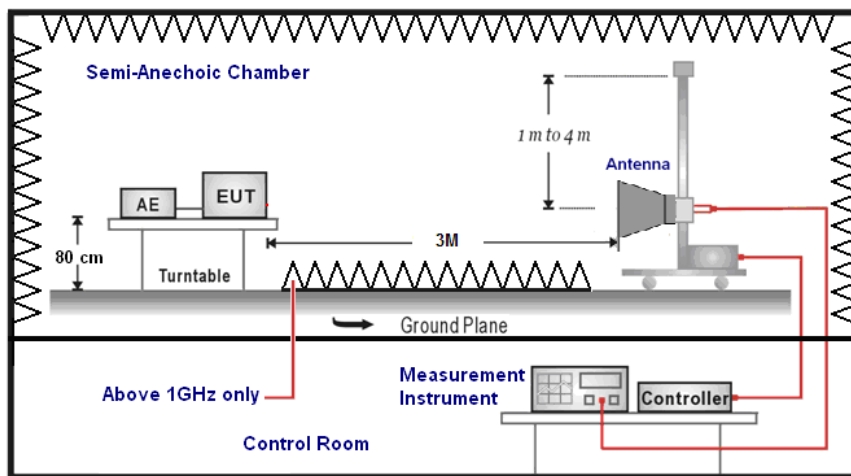 Semi-Anechoic Chamber
1 m to 4 m
Antenna
AE
EUT
3M
80 cm
Turntable
Ground Plane
Above 1GHz only
Measurement
Instrument
Controller
Control Room